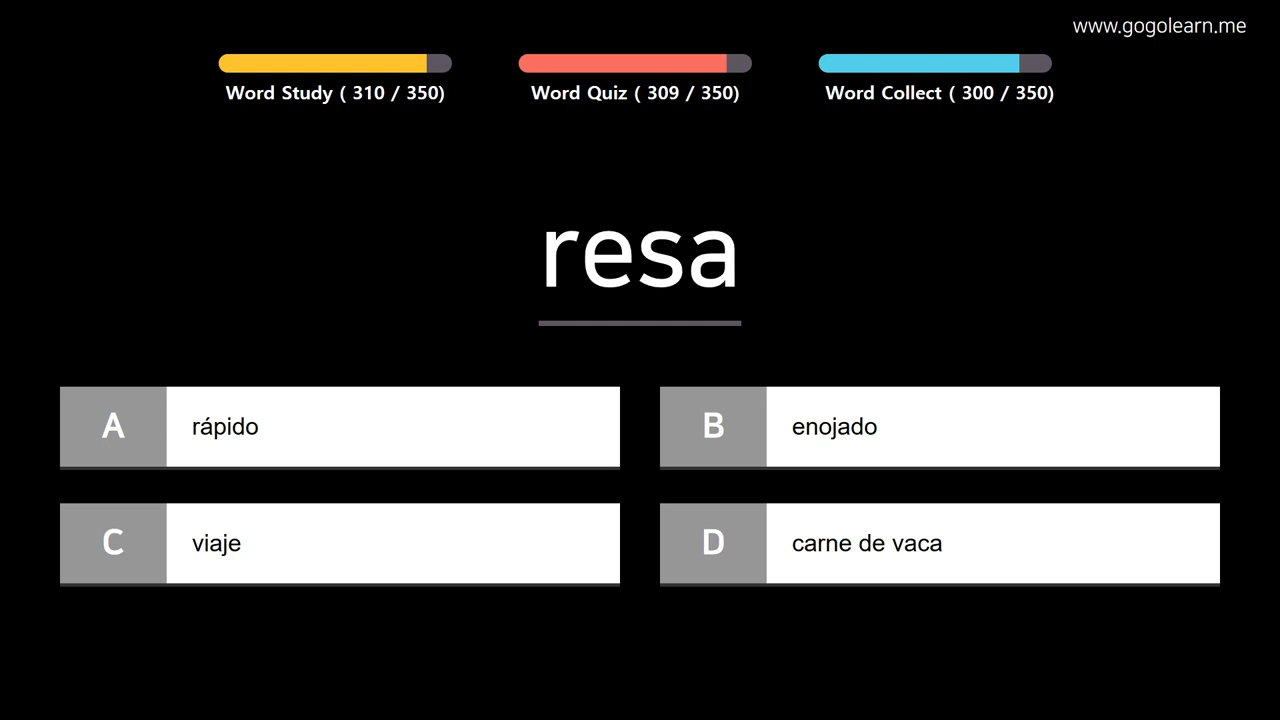 www.gogolearn.me
Word Study ( 310 / 350)
Word Quiz ( 309 / 350)
Word Collect ( 300 / 350)
resa
A rápido
B enojado
C viaje
D carne de vaca